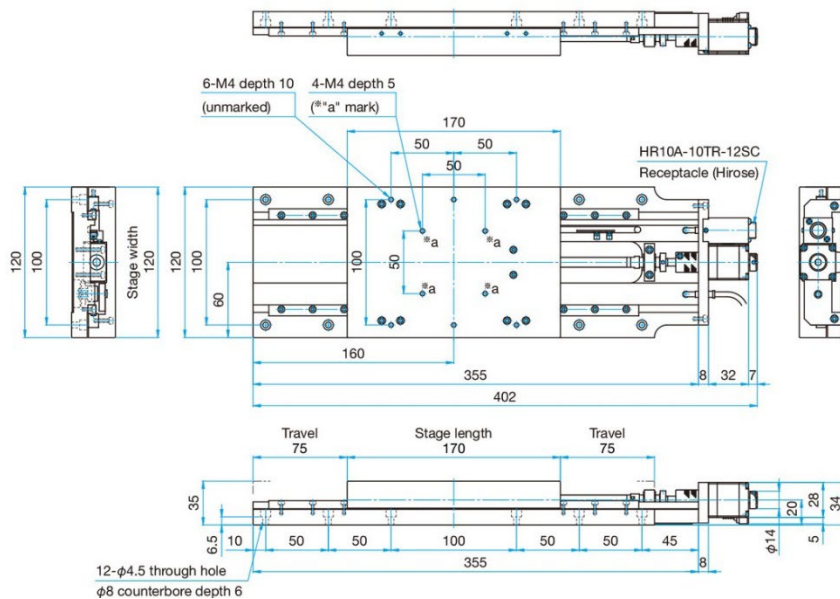 6-M4 depth 10
(unmarked)
4-M4 depth 5
(※"a" mark)
170
50
50
50
HR10A-10TR-12SC
Receptacle (Hirose)
120
100
Stage width
120
120
100
60
100
50
※a
※a
※a
※a
160
355
8
32
7
402
Travel
75
Stage length
170
Travel
75
35
6.5
10
50
50
100
50
50
45
355
8
φ14
20
5
28
34
12-φ4.5 through hole
φ8 counterbore depth 6